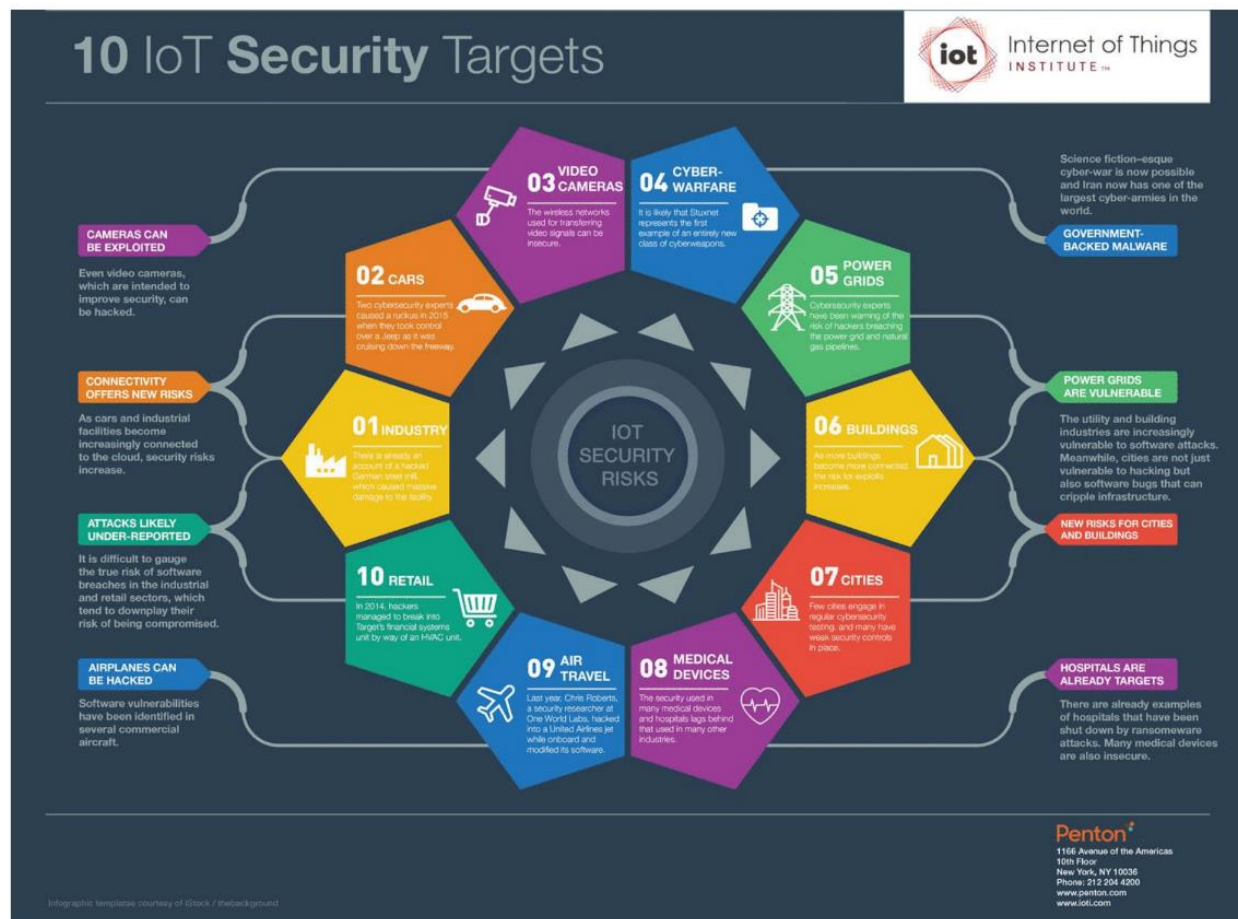 10 IoT Security Targets
iot
Internet of Things
INSTITUTE™
03 VIDEO
CAMERAS
The wireless networks
used for transferring
video signals can be
insecure.
04 CYBER-
WARFARE
It is likely that Stuxnet
represents the first
example of an entirely new
class of cyberweapons.
Science fiction–esque
cyber-war is now possible
and Iran now has one of the
largest cyber-armies in the
world.
GOVERNMENT-
BACKED MALWARE
CAMERAS CAN
BE EXPLOITED
Even video cameras,
which are intended to
improve security, can
be hacked.
02 CARS
Two cybersecurity experts
caused a ruckus in 2015
when they took control
over a Jeep as it was
cruising down the freeway.
05 POWER
GRIDS
Cybersecurity experts
have been warning of the
risk of hackers breaching
the power grid and natural
gas pipelines.
CONNECTIVITY
OFFERS NEW RISKS
As cars and industrial
facilities become
increasingly connected
to the cloud, security risks
increase.
01 INDUSTRY
There is already an
account of a hacked
German steel mill,
which caused massive
damage to the facility.
IOT
SECURITY
RISKS
06 BUILDINGS
As more buildings
become more connected,
the risk for exploits
increases.
POWER GRIDS
ARE VULNERABLE
The utility and building
industries are increasingly
vulnerable to software attacks.
Meanwhile, cities are not just
vulnerable to hacking but
also software bugs that can
cripple infrastructure.
ATTACKS LIKELY
UNDER-REPORTED
It is difficult to gauge
the true risk of software
breaches in the industrial
and retail sectors, which
tend to downplay their
risk of being compromised.
10 RETAIL
In 2014, hackers
managed to break into
Target's financial systems
unit by way of an HVAC unit.
07 CITIES
Few cities engage in
regular cybersecurity
testing, and many have
weak security controls
in place.
NEW RISKS FOR CITIES
AND BUILDINGS
AIRPLANES CAN
BE HACKED
Software vulnerabilities
have been identified in
several commercial
aircraft.
09 AIR
TRAVEL
Last year, Chris Roberts,
a security researcher at
One World Labs, hacked
into a United Airlines jet
while onboard and
modified its software.
08 MEDICAL
DEVICES
The security used in
many medical devices
and hospitals lags behind
that used in many other
industries.
HOSPITALS ARE
ALREADY TARGETS
There are already examples
of hospitals that have been
shut down by ransomeware
attacks. Many medical devices
are also insecure.
Penton
1166 Avenue of the Americas
10th Floor
New York, NY 10036
Phone: 212 204 4200
www.penton.com
www.ioti.com
Infographic templates courtesy of iStock / thebackground